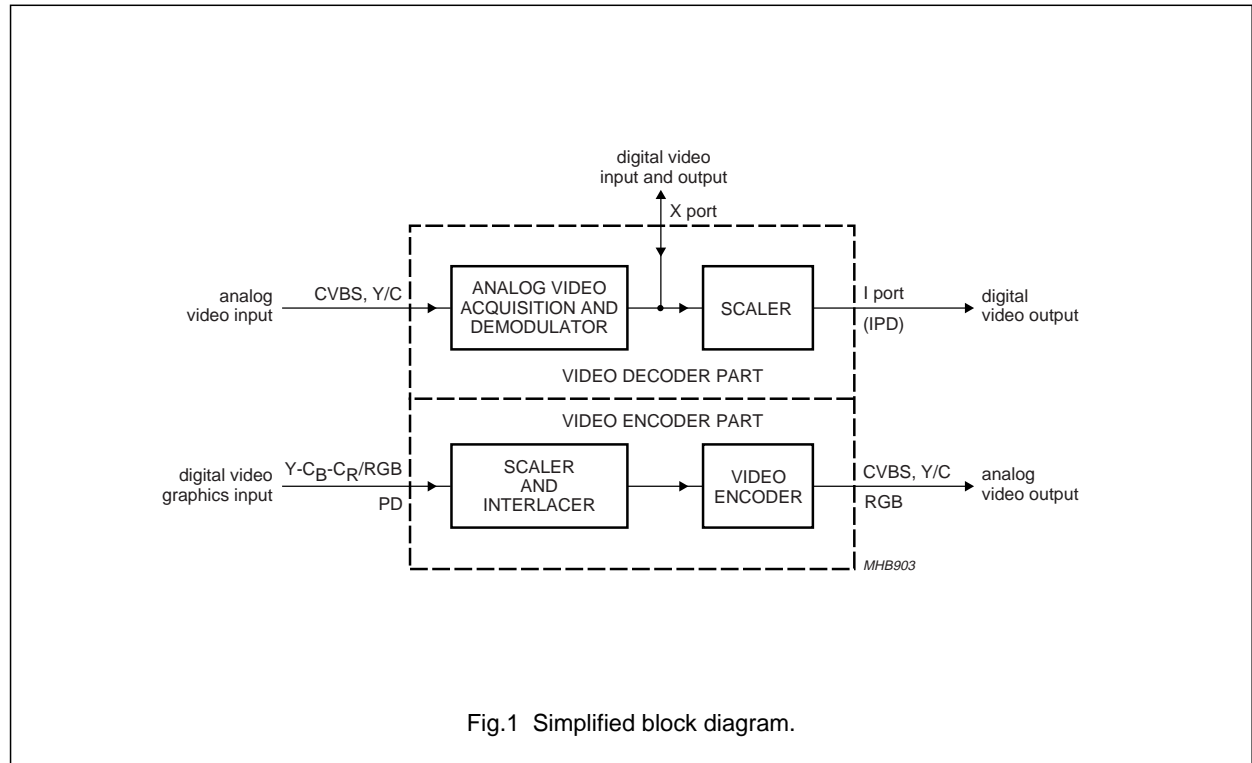 digital video
input and output
X port
analog
video input
CVBS, Y/C
ANALOG VIDEO
ACQUISITION AND
DEMODULATOR
SCALER
I port
(IPD)
digital
video output
VIDEO DECODER PART
VIDEO ENCODER PART
digital video
graphics input
Y-CB-CR/RGB
PD
SCALER
AND
INTERLACER
VIDEO
ENCODER
CVBS, Y/C
RGB
analog
video output
MHB903
Fig.1 Simplified block diagram.